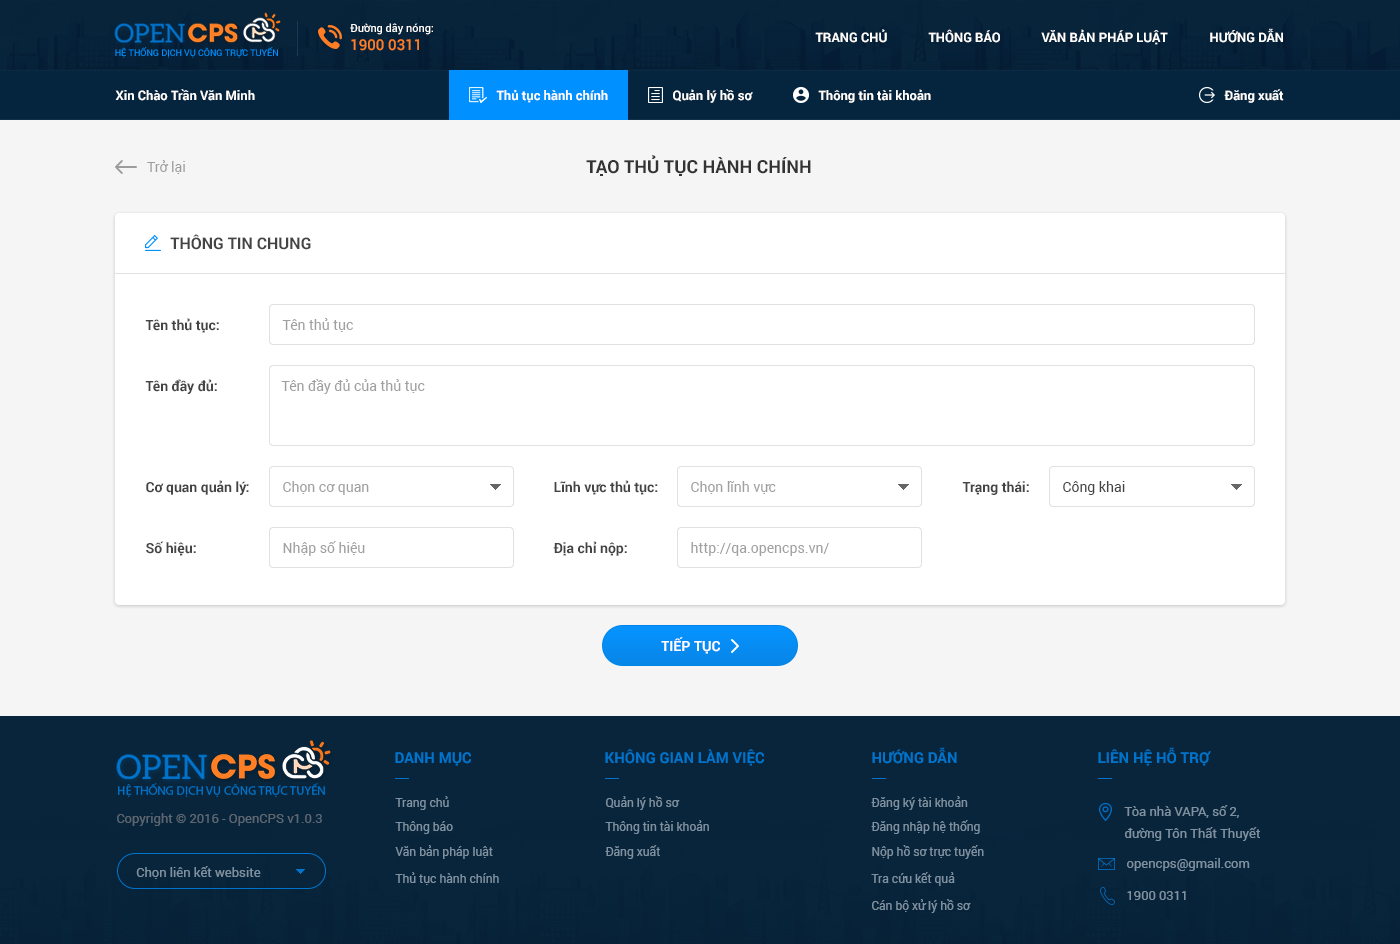 OPENCPS
HỆ THỐNG DỊCH VỤ CÔNG TRỰC TUYẾN
Đường dây nóng:
1900 0311
TRANG CHỦ
THÔNG BÁO
VĂN BẢN PHÁP LUẬT
HƯỚNG DẪN
Xin Chào Trần Văn Minh
Thủ tục hành chính
Quản lý hồ sơ
Thông tin tài khoản
Đăng xuất
Trở lại
TẠO THỦ TỤC HÀNH CHÍNH
THÔNG TIN CHUNG
Tên thủ tục:
Tên thủ tục
Tên đầy đủ:
Tên đầy đủ của thủ tục
Cơ quan quản lý:
Chọn cơ quan
Lĩnh vực thủ tục:
Chọn lĩnh vực
Trạng thái:
Công khai
Số hiệu:
Nhập số hiệu
Địa chỉ nộp:
http://qa.opencps.vn/
TIẾP TỤC
OPENCPS
HỆ THỐNG DỊCH VỤ CÔNG TRỰC TUYẾN
Copyright © 2016 - OpenCPS v1.0.3
Chọn liên kết website
DANH MỤC
Trang chủ
Thông báo
Văn bản pháp luật
Thủ tục hành chính
KHÔNG GIAN LÀM VIỆC
Quản lý hồ sơ
Thông tin tài khoản
Đăng xuất
HƯỚNG DẪN
Đăng ký tài khoản
Đăng nhập hệ thống
Nộp hồ sơ trực tuyến
Tra cứu kết quả
Cán bộ xử lý hồ sơ
LIÊN HỆ HỖ TRỢ
Tòa nhà VAPA, số 2,
đường Tôn Thất Thuyết
opencps@gmail.com
1900 0311